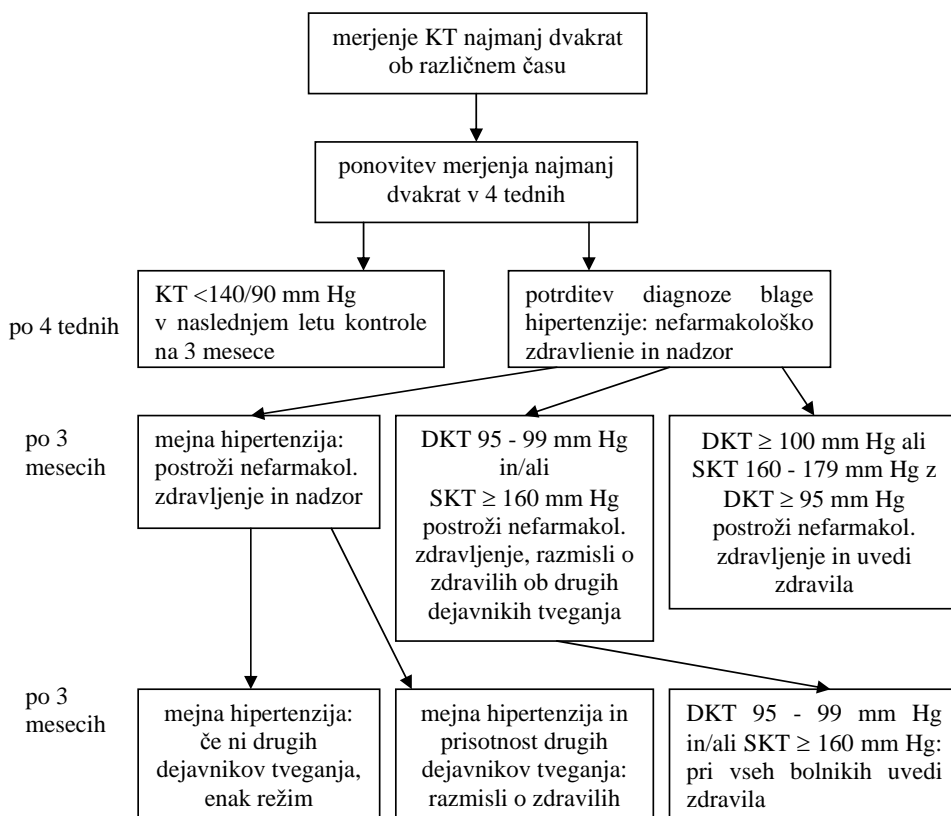 merjenje KT najmanj dvakrat
ob različnem času
ponovitev merjenja najmanj
dvakrat v 4 tednih
po 4 tednih
KT <140/90 mm Hg
v naslednjem letu kontrole
na 3 mesece
potrditev diagnoze blage
hipertenzije: nefarmakološko
zdravljenje in nadzor
po 3
mesecih
mejna hipertenzija:
postroži nefarmakol.
zdravljenje in nadzor
DKT 95 - 99 mm Hg
in/ali
SKT ≥ 160 mm Hg
postroži nefarmakol.
zdravljenje, razmisli o
zdravilih ob drugih
dejavnikih tveganja
DKT ≥ 100 mm Hg ali
SKT 160 - 179 mm Hg z
DKT ≥ 95 mm Hg
postroži nefarmakol.
zdravljenje in uvedi
zdravila
po 3
mesecih
mejna hipertenzija:
če ni drugih
dejavnikov tveganja,
enak režim
mejna hipertenzija in
prisotnost drugih
dejavnikov tveganja:
razmisli o zdravilih
DKT 95 - 99 mm Hg
in/ali SKT ≥ 160 mm Hg:
pri vseh bolnikih uvedi
zdravila